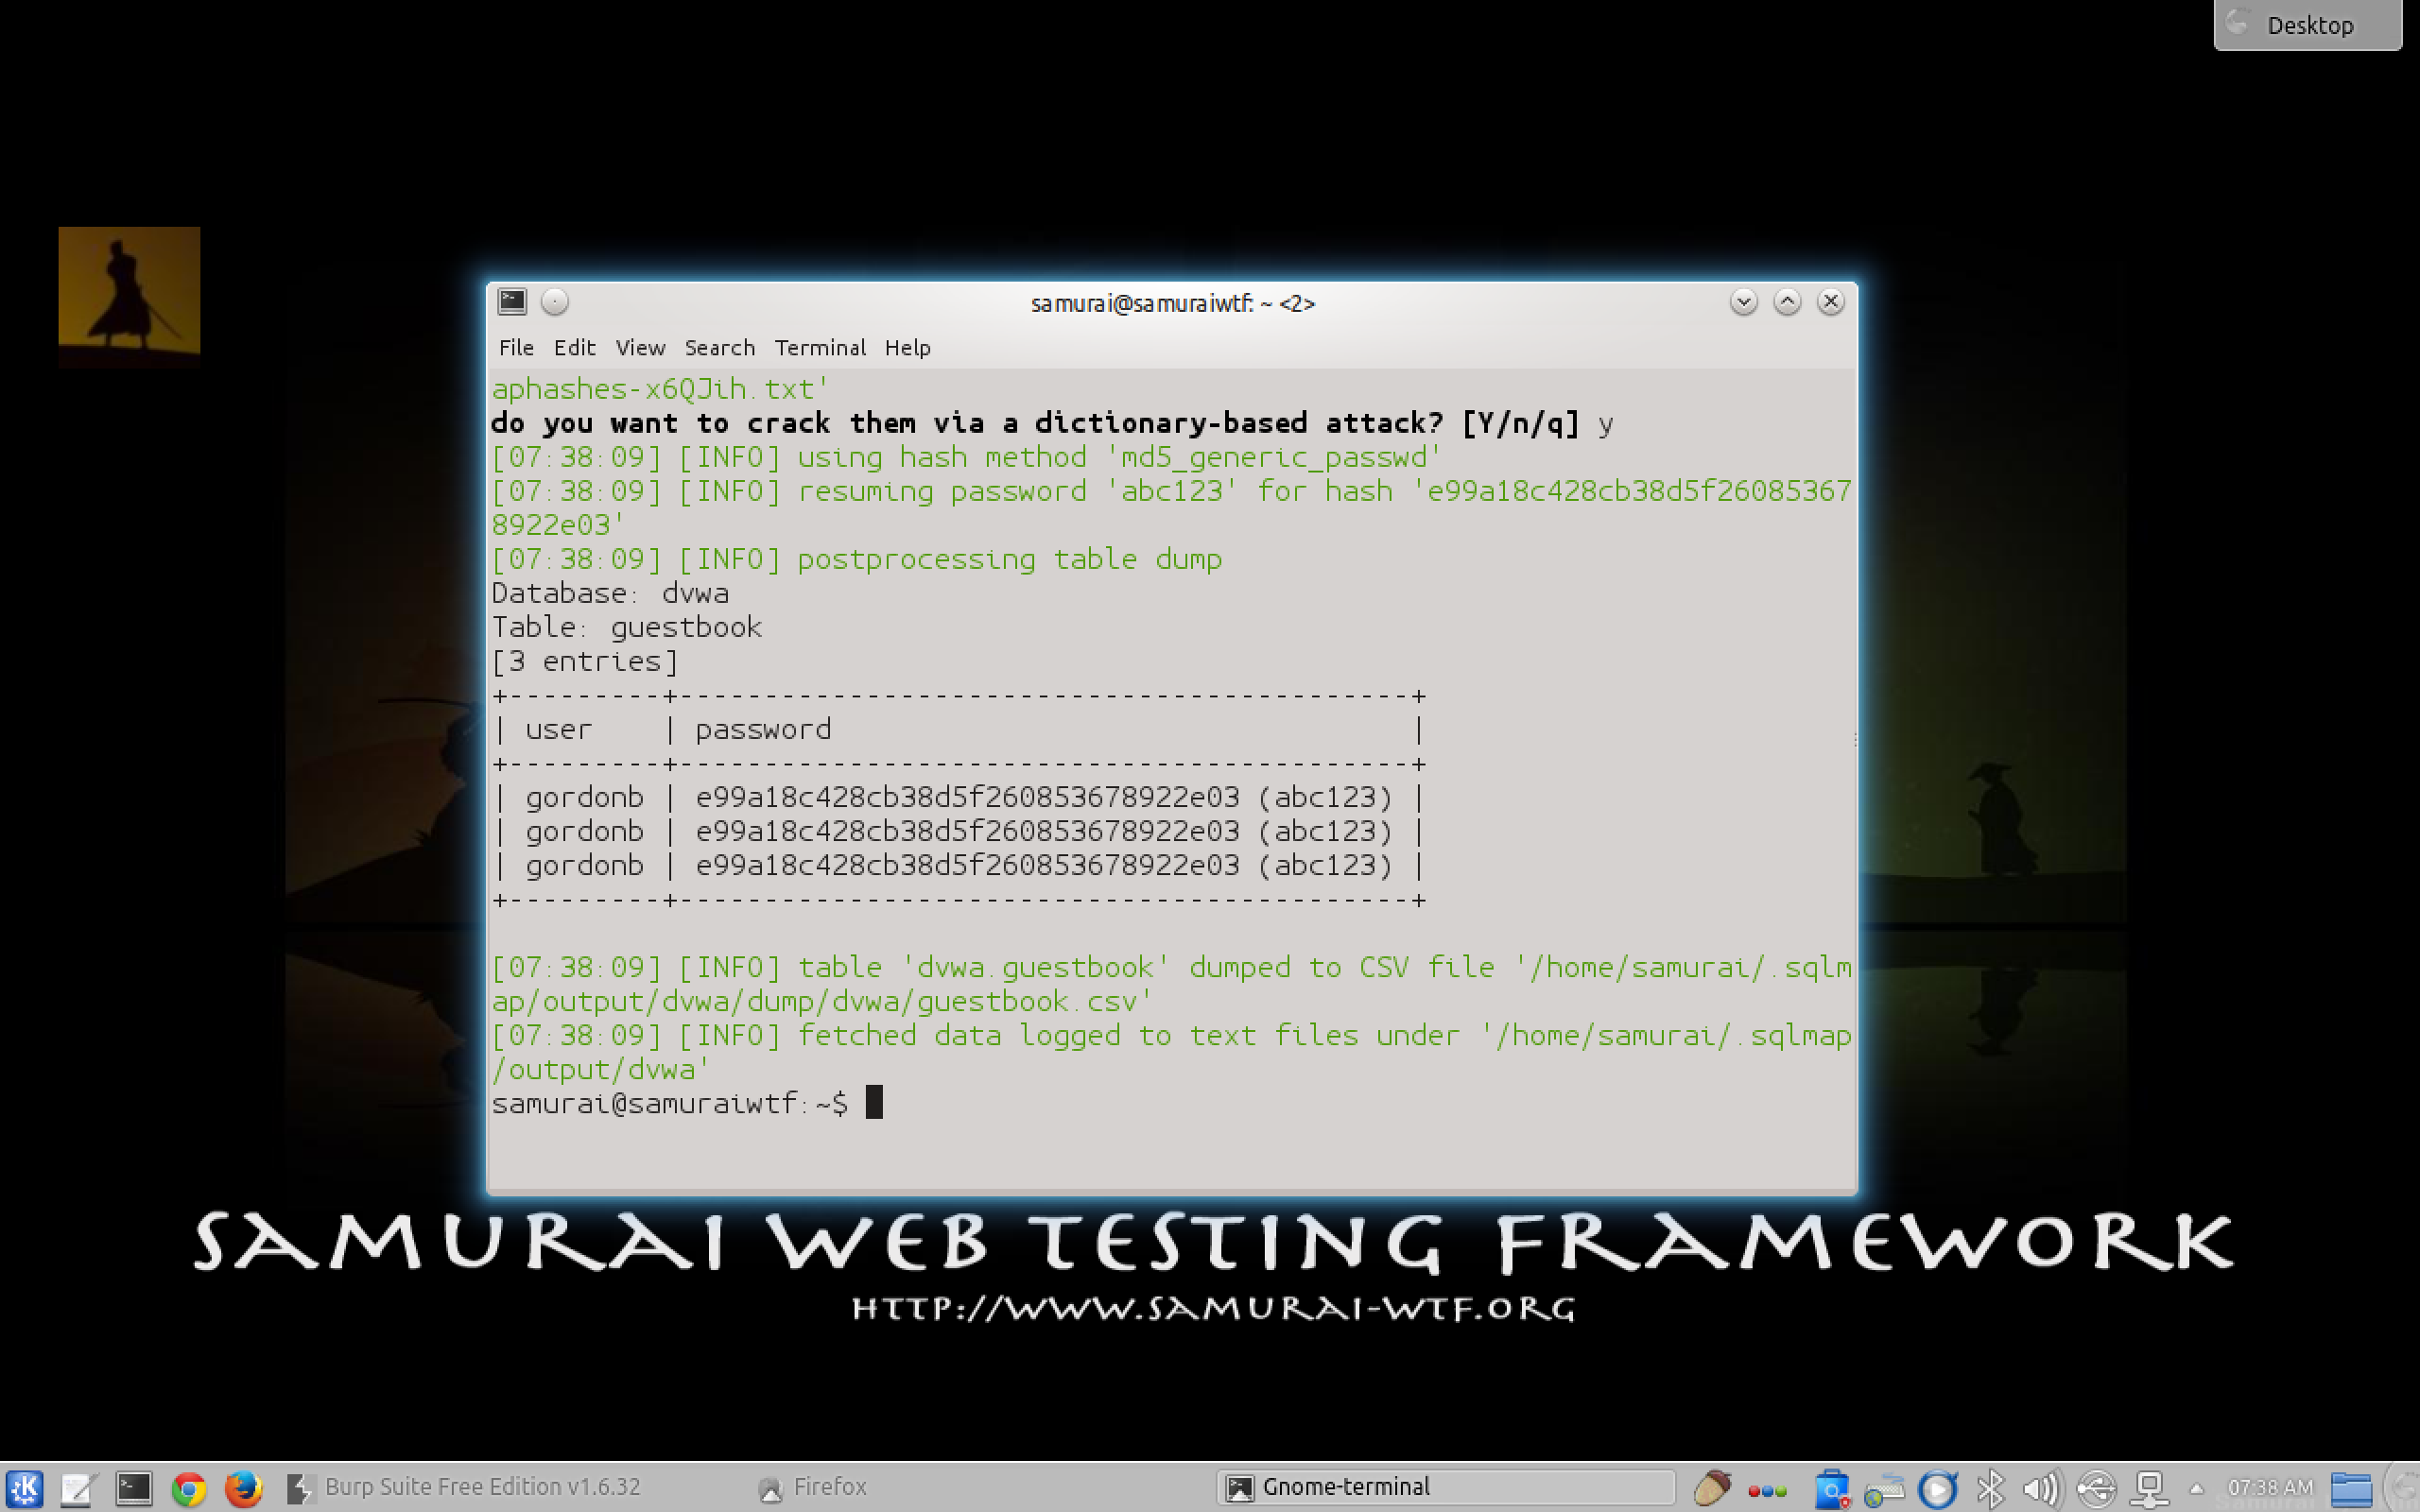 Desktop
samurai@samuraiwtf: ~ <2>
File Edit View Search Terminal Help
aphashes-x6QJih.txt'
do you want to crack them via a dictionary-based attack? [Y/n/q] y
[07:38:09] [INFO] using hash method 'md5_generic_passwd'
[07:38:09] [INFO] resuming password 'abc123' for hash 'e99a18c428cb38d5f26085367
8922e03'
[07:38:09] [INFO] postprocessing table dump
Database: dvwa
Table: guestbook
[3 entries]
+---------+-------------------------------------------+
| user    | password                                  |
+---------+-------------------------------------------+
| gordonb | e99a18c428cb38d5f260853678922e03 (abc123) |
| gordonb | e99a18c428cb38d5f260853678922e03 (abc123) |
| gordonb | e99a18c428cb38d5f260853678922e03 (abc123) |
+---------+-------------------------------------------+
[07:38:09] [INFO] table 'dvwa.guestbook' dumped to CSV file '/home/samurai/.sqlm
ap/output/dvwa/dump/dvwa/guestbook.csv'
[07:38:09] [INFO] fetched data logged to text files under '/home/samurai/.sqlmap
/output/dvwa'
samurai@samuraiwtf:~$
SAMURAI WEB TESTING FRAMEWORK
HTTP://WWW.SAMURAI-WTF.ORG
Burp Suite Free Edition v1.6.32 Firefox Gnome-terminal 07:38 AM